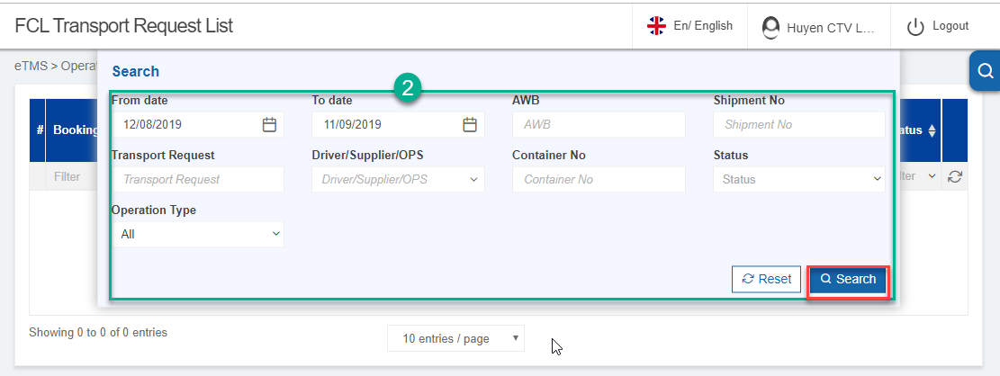 FCL Transport Request List
En/ English
Huyen CTV L...
Logout
eTMS > Operat
Search
2
From date
To date
AWB
Shipment No
12/08/2019
11/09/2019
AWB
Shipment No
# Booking
atus
Transport Request
Driver/Supplier/OPS
Container No
Status
Filter
Transport Request
Driver/Supplier/OPS
Container No
Status
lter
Operation Type
All
Reset
Search
Showing 0 to 0 of 0 entries
10 entries / page